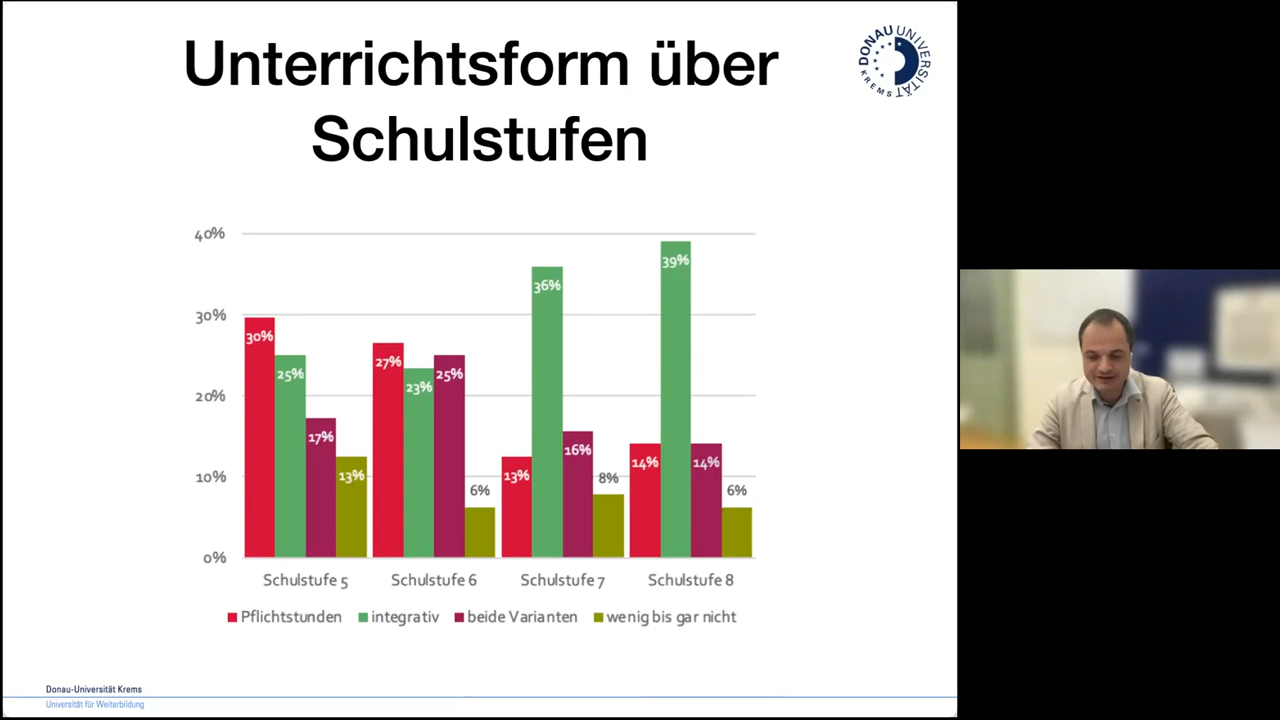 Unterrichtsform über
Schulstufen
DONAU UNIVERSITÄT
KREMS
40%
30%
20%
10%
0%
30%
25%
17%
13%
27%
23%
25%
6%
13%
36%
16%
8%
14%
39%
14%
6%
Schulstufe 5
Schulstufe 6
Schulstufe 7
Schulstufe 8
Pflichtstunden
integrativ
beide Varianten
wenig bis gar nicht
Donau-Universität Krems
Universität für Weiterbildung